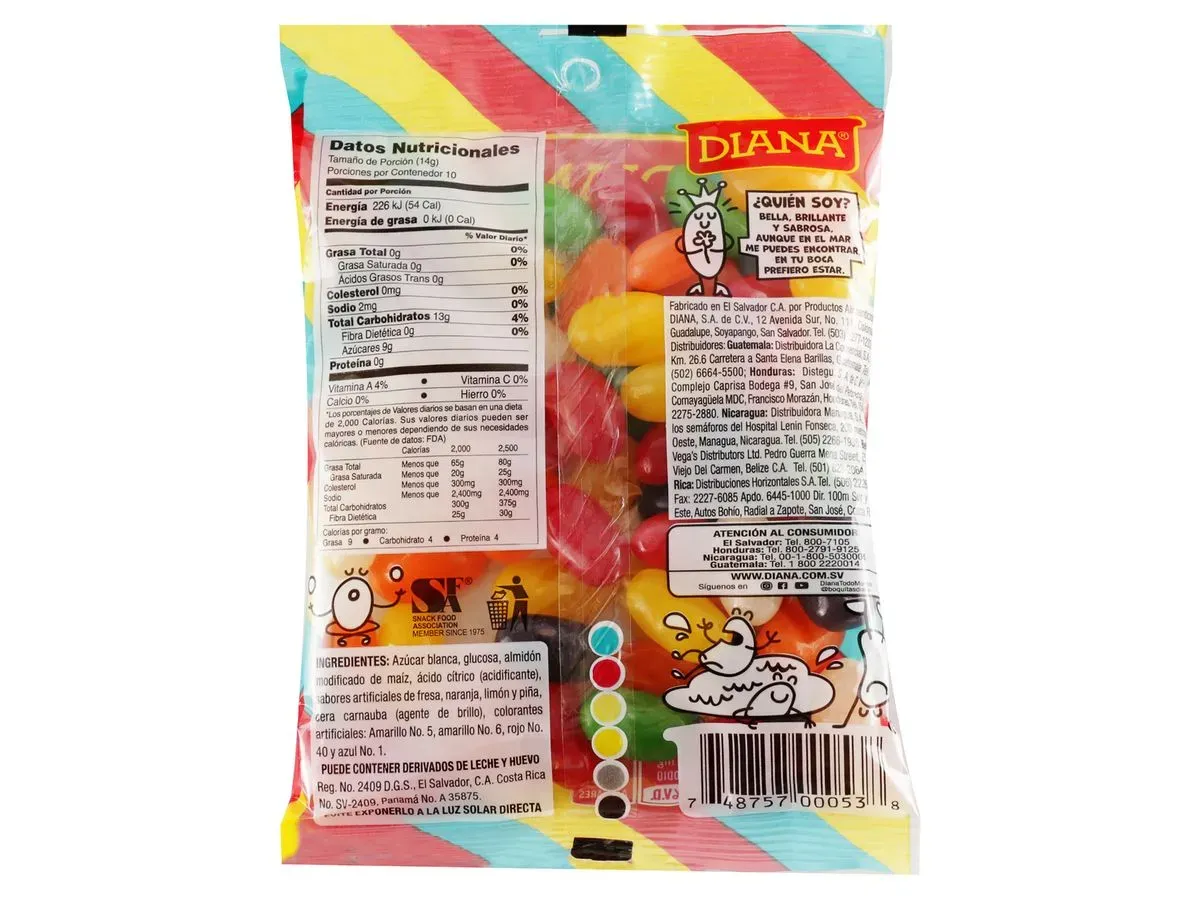 DIANA®
¿QUIÉN SOY?
BELLA, BRILLANTE
Y SABROSA.
AUNQUE EN EL MAR
ME PUEDES ENCONTRAR
EN TU BOCA
PREFIERO ESTAR.
Datos Nutricionales
Tamaño de Porción (14g)
Porciones por Contenedor 10
Cantidad por Porción
Energía 226 kJ (54 Cal)
Energía de grasa 0 kJ (0 Cal)
% Valor Diario*
Grasa Total 0g 0%
Grasa Saturada 0g 0%
Ácidos Grasos Trans 0g
Colesterol 0mg 0%
Sodio 2mg 0%
Total Carbohidratos 13g 4%
Fibra Dietética 0g 0%
Azúcares 9g
Proteína 0g
Vitamina A 4% • Vitamina C 0%
Calcio 0% • Hierro 0%
*Los porcentajes de Valores diarios se basan en una dieta
de 2,000 Calorías. Sus valores diarios pueden ser
mayores o menores dependiendo de sus necesidades
calóricas. (Fuente de datos: FDA)
Calorías 2,000 2,500
Grasa Total Menos que 65g 80g
Grasa Saturada Menos que 20g 25g
Colesterol Menos que 300mg 300mg
Sodio Menos que 2,400mg 2,400mg
Total Carbohidratos 300g 375g
Fibra Dietética 25g 30g
Calorías por gramo:
Grasa 9 • Carbohidrato 4 • Proteína 4
Fabricado en El Salvador C.A. por Productos
DIANA, S.A. de C.V., 12 Avenida Sur, No.
Guadalupe, Soyapango, San Salvador. Tel. (503)
Distribuidores: Guatemala: Distribuidora La
Km. 26.6 Carretera a Santa Elena Barillas,
(502) 6664-5500; Honduras: Distegu
Complejo Caprisa Bodega #9, San José
Comayagüela MDC, Francisco Morazán,
2275-2880. Nicaragua: Distribuidora
los semáforos del Hospital Lenin Fonseca,
Oeste, Managua, Nicaragua. Tel. (505)
Vega's Distributors Ltd. Pedro Guerra Mena Street,
Viejo Del Carmen, Belize C.A. Tel. (501)
Rica: Distribuciones Horizontales S.A. Tel. (506)
Fax: 2227-6085 Apdo. 6445-1000 Dir. 100m Sur
Este, Autos Bohío, Radial a Zapote, San José,
ATENCIÓN AL CONSUMIDOR
El Salvador: Tel. 800-7105
Honduras: Tel. 800-2791-9125
Nicaragua: Tel. 00-1-800-5030001
Guatemala: Tel. 1 800 2220014
WWW.DIANA.COM.SV
Síguenos en
@boquitasdiana
SFA®
SNACK FOOD
ASSOCIATION
MEMBER SINCE 1975
INGREDIENTES: Azúcar blanca, glucosa, almidón
modificado de maíz, ácido cítrico (acidificante),
sabores artificiales de fresa, naranja, limón y piña,
cera carnauba (agente de brillo), colorantes
artificiales: Amarillo No. 5, amarillo No. 6, rojo No.
40 y azul No. 1.
PUEDE CONTENER DERIVADOS DE LECHE Y HUEVO
Reg. No. 2409 D.G.S., El Salvador, C.A. Costa Rica
No. SV-2409, Panamá No. A 35875.
EVITE EXPONERLO A LA LUZ SOLAR DIRECTA
7 48757 00053 8